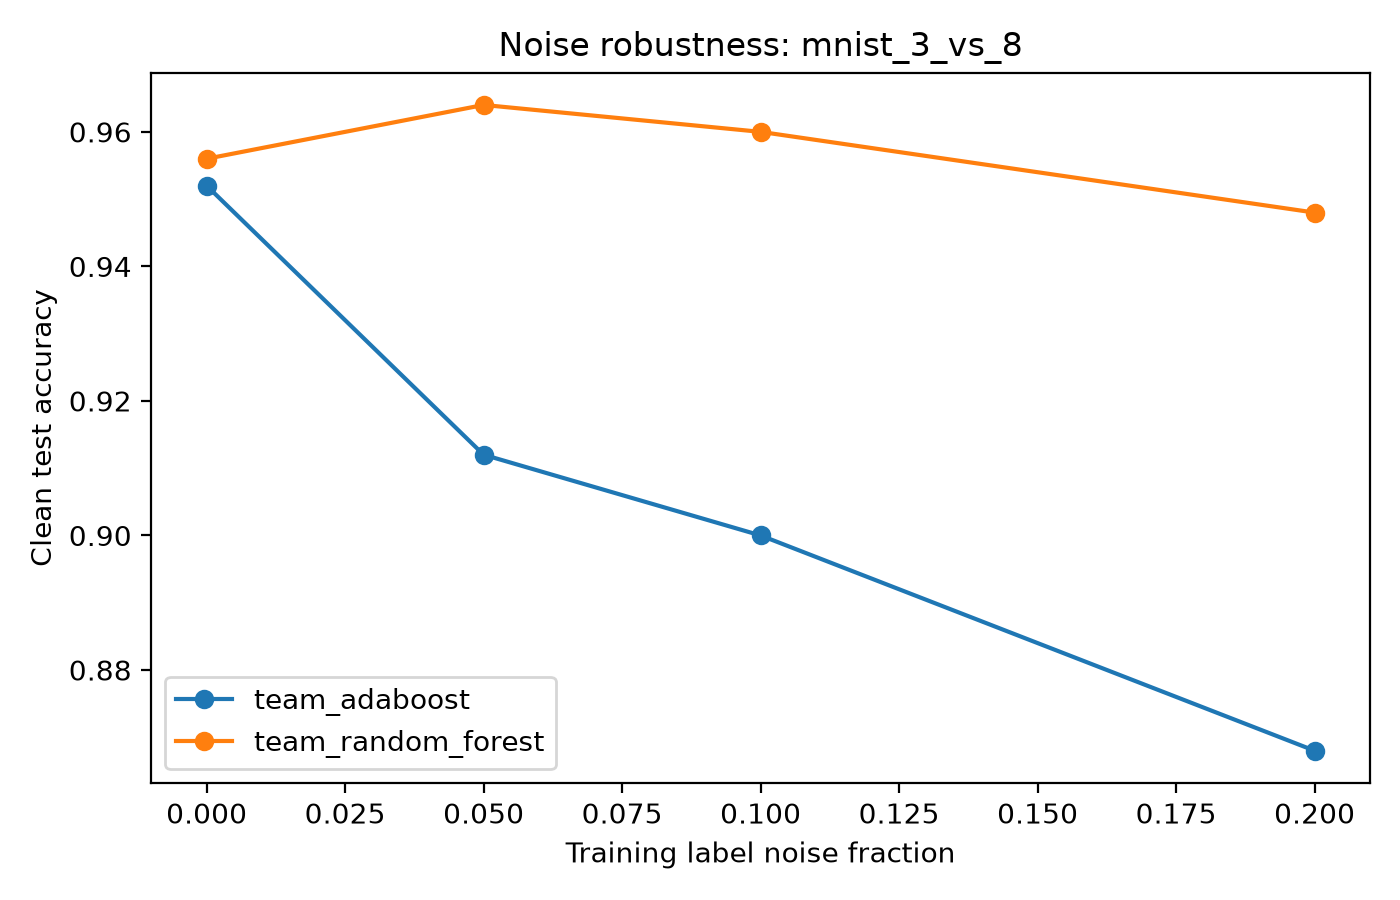 Noise robustness: mnist_3_vs_8
0.96
0.94
0.92
0.90
0.88
Clean test accuracy
team_adaboost
team_random_forest
0.000 0.025 0.050 0.075 0.100 0.125 0.150 0.175 0.200
Training label noise fraction